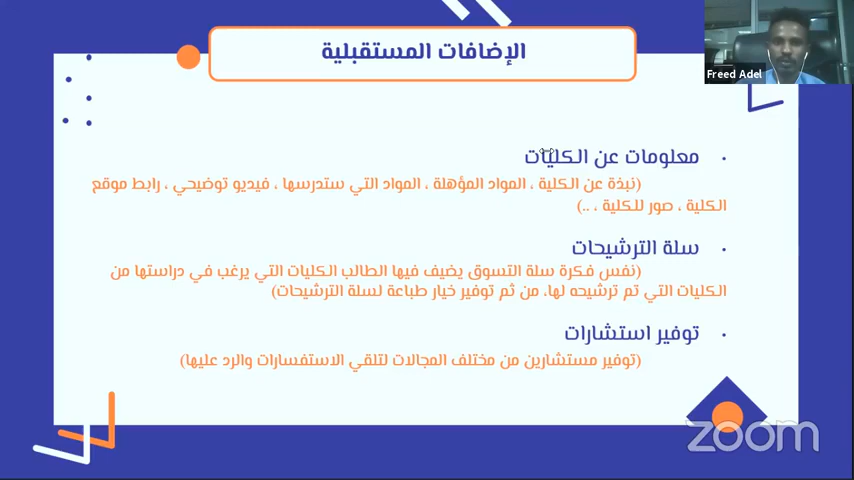 الإضافات المستقبلية
Freed Adel
• معلومات عن الكليات
(نبذة عن الكلية ، المواد المؤهلة ، المواد التي ستدرسها ، فيديو توضيحي ، رابط موقع
الكلية ، صور للكلية ، ..)
• سلة الترشيحات
(نفس فكرة سلة التسوق يضيف فيها الطالب الكليات التي يرغب في دراستها من
الكليات التي تم ترشيحه لها، من ثم توفير خيار طباعة لسلة الترشيحات)
• توفير استشارات
(توفير مستشارين من مختلف المجالات لتلقي الاستفسارات والرد عليها)
zoom